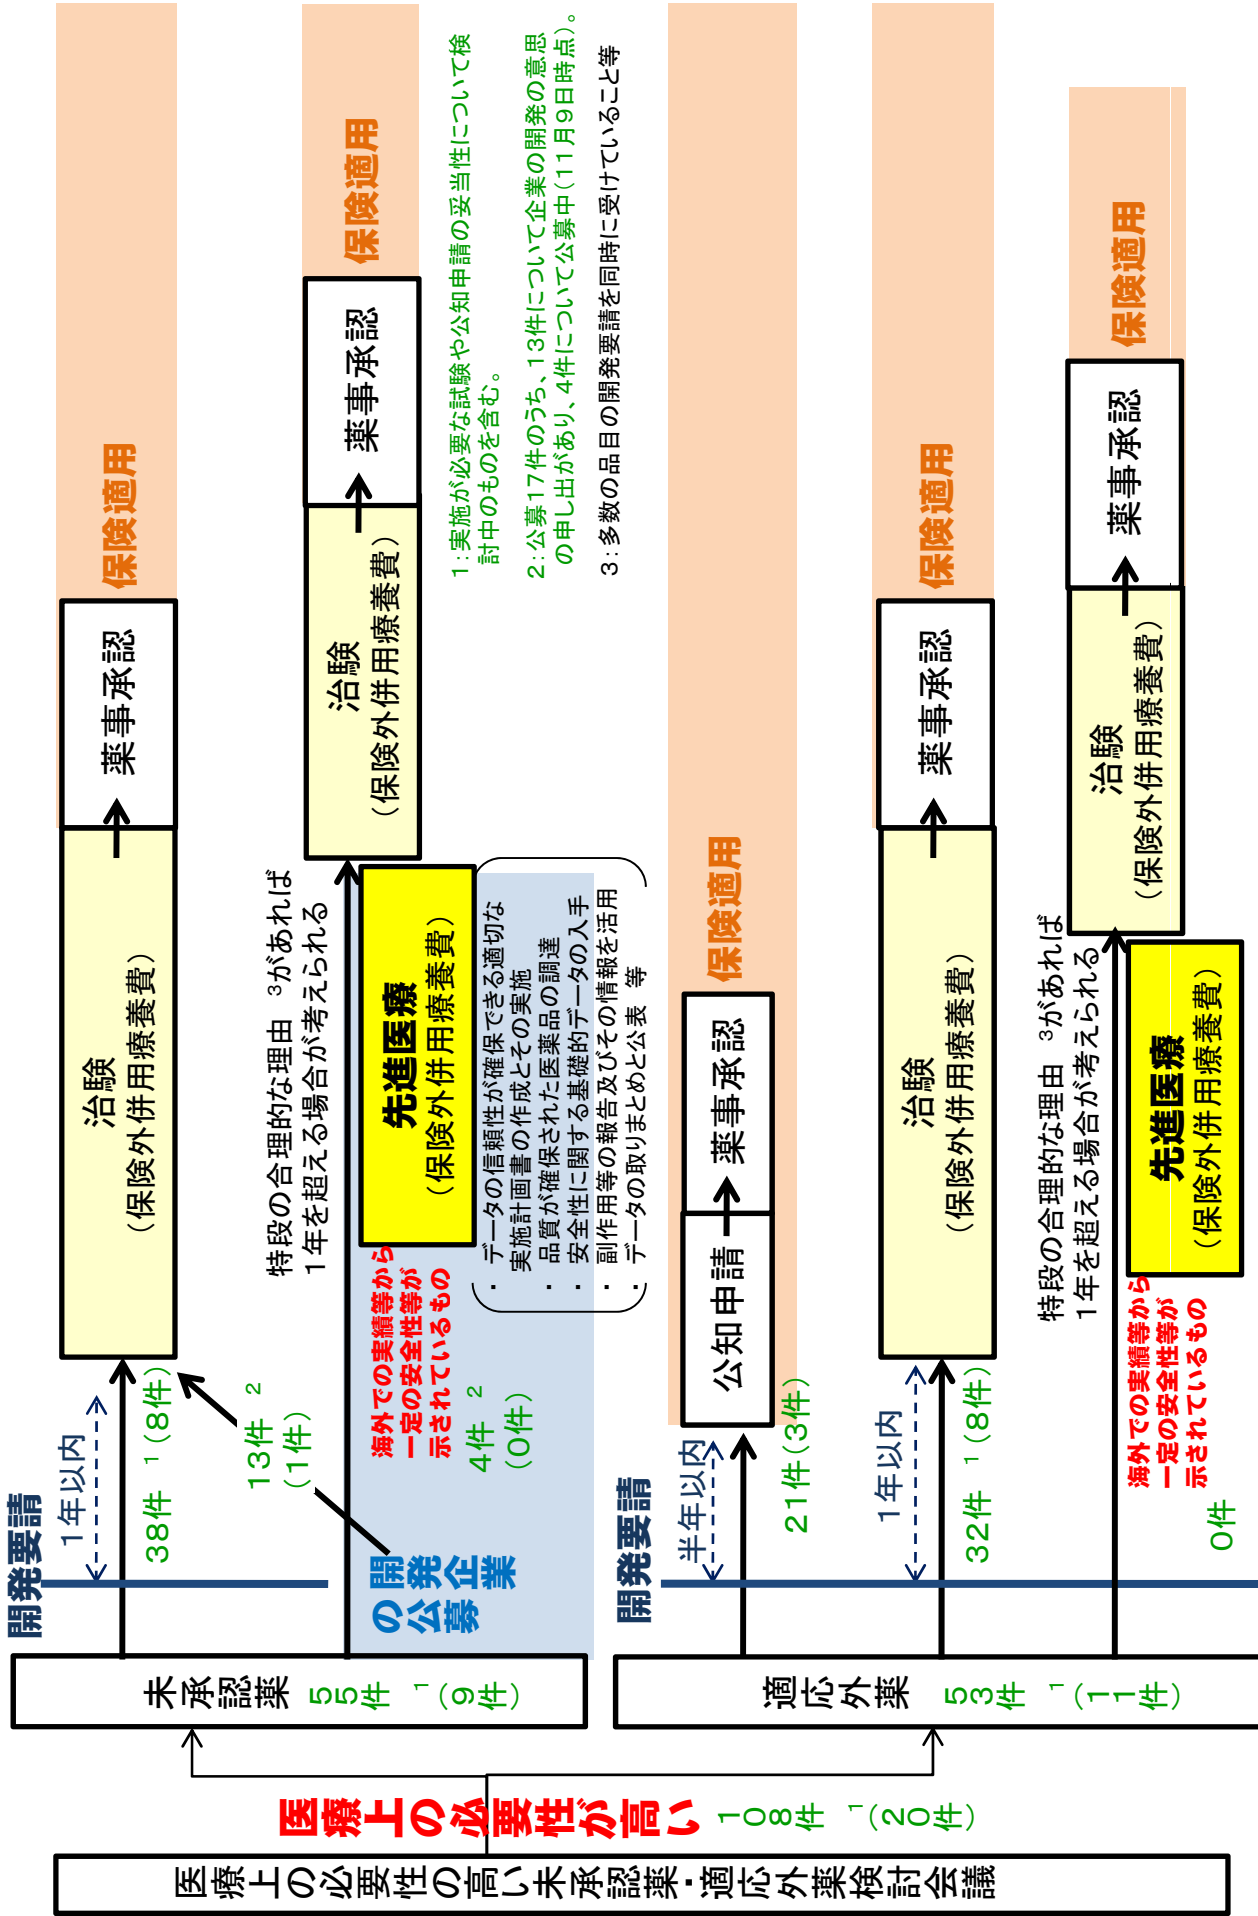 医療上の必要性の高い未承認薬・適応外薬検討会議
医療上の必要性が高い 108件 1(20件)
未承認薬 55件 1(9件)
開発要請
1年以内
38件 1(8件)
治験
(保険外併用療養費)
薬事承認
保険適用
開発企業
の公募
13件 2
(1件)
特段の合理的な理由 3があれば
1年を超える場合が考えられる
治験
(保険外併用療養費)
薬事承認
保険適用
海外での実績等から
一定の安全性等が
示されているもの
4件 2
(0件)
先進医療
(保険外併用療養費)
・ データの信頼性が確保できる適切な
実施計画書の作成とその実施
・ 品質が確保された医薬品の調達
・ 安全性に関する基礎的データの入手
・ 副作用等の報告及びその情報を活用
・ データの取りまとめと公表 等
1:実施が必要な試験や公知申請の妥当性について検
討中のものを含む。
2:公募17件のうち、13件について企業の開発の意思
の申し出があり、4件について公募中(11月9日時点)。
3:多数の品目の開発要請を同時に受けていること等
適応外薬 53件 1(11件)
開発要請
半年以内
21件(3件)
公知申請
薬事承認
保険適用
1年以内
32件 1(8件)
治験
(保険外併用療養費)
薬事承認
保険適用
特段の合理的な理由 3があれば
1年を超える場合が考えられる
治験
(保険外併用療養費)
薬事承認
保険適用
海外での実績等から
一定の安全性等が
示されているもの
0件
先進医療
(保険外併用療養費)